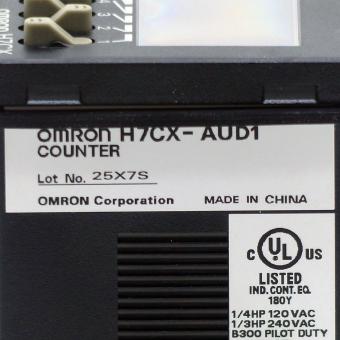 OMRON H7CX-AUD1
COUNTER
Lot No. 25X7S
OMRON Corporation MADE IN CHINA
C UL US
LISTED
IND. CONT. EQ.
180Y
1/4HP 120VAC
1/3HP 240VAC
B300 PILOT DUTY